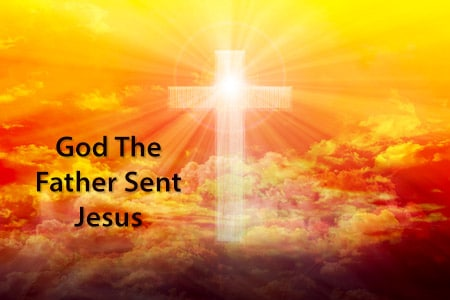 God The
Father Sent
Jesus